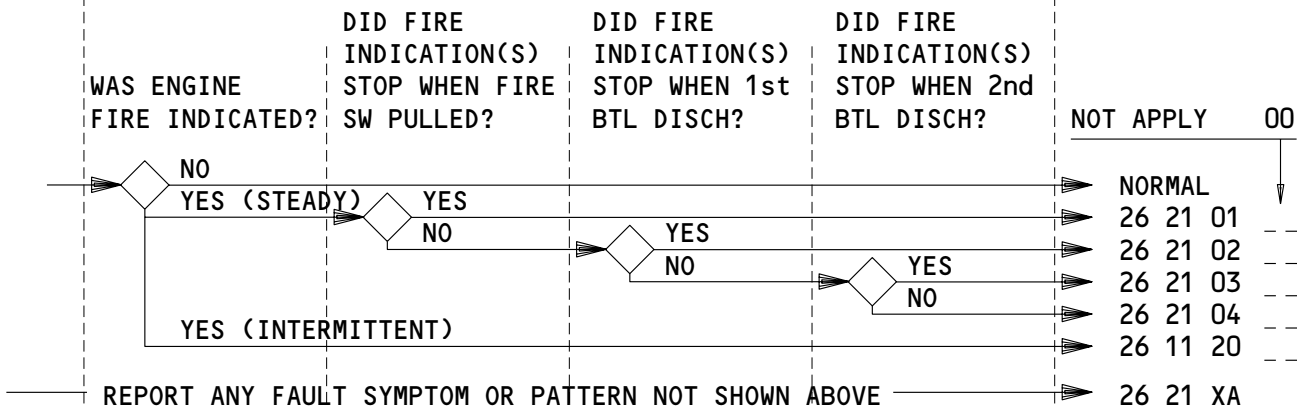 WAS ENGINE
FIRE INDICATED?
DID FIRE
INDICATION(S)
STOP WHEN FIRE
SW PULLED?
DID FIRE
INDICATION(S)
STOP WHEN 1st
BTL DISCH?
DID FIRE
INDICATION(S)
STOP WHEN 2nd
BTL DISCH?
NOT APPLY 00
NO
NORMAL
YES (STEADY)
YES
26 21 01 _ _
NO
YES
26 21 02 _ _
NO
YES
26 21 03 _ _
NO
26 21 04 _ _
YES (INTERMITTENT)
26 11 20 _ _
REPORT ANY FAULT SYMPTOM OR PATTERN NOT SHOWN ABOVE
26 21 XA